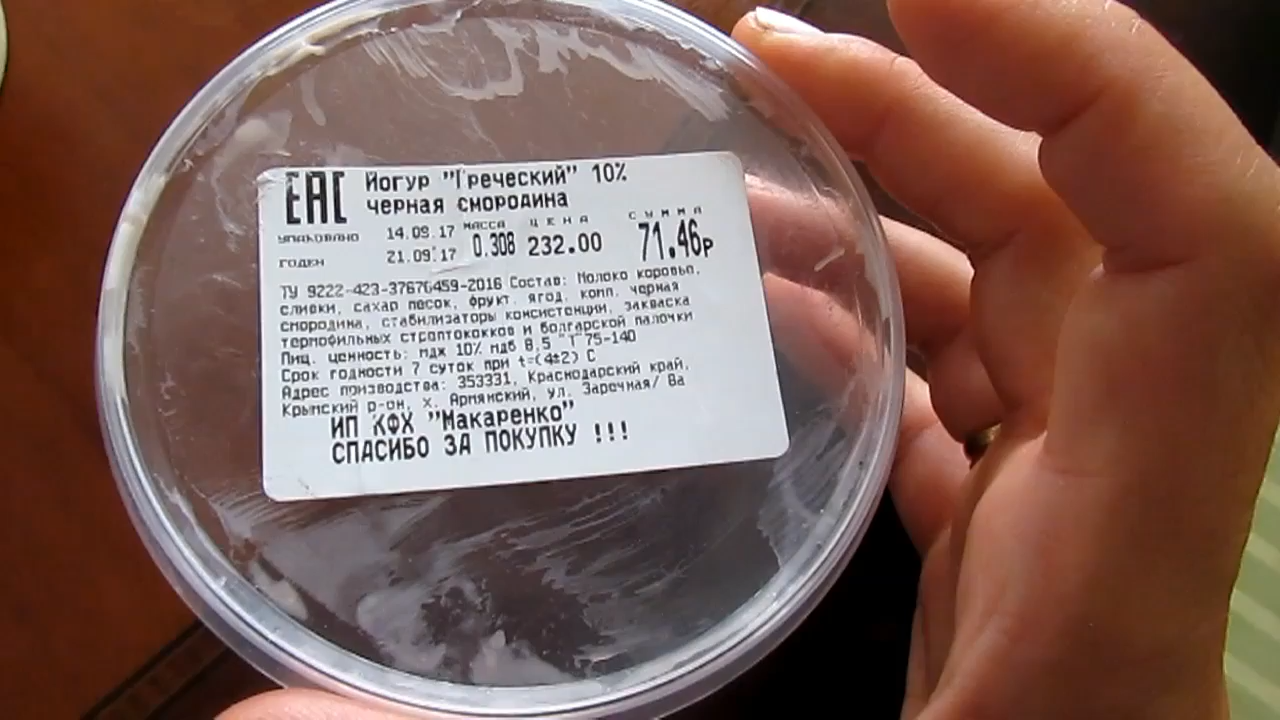 ЕАС
Йогур "Греческий" 10%
черная смородина
УПАКОВАНО 14.09.17 МАССА 0.308 ЦЕНА 232.00 СУММА 71.46р
ГОДЕН 21.09.17
ТУ 9222-423-37676459-2016 Состав: Молоко коровье,
сливки, сахар песок, фрукт. ягод. комп. черная
смородина, стабилизаторы консистенции, закваска
термофильных стрептококков и болгарской палочки
Пищ. ценность: мдж 10% мдб 8,5 "Т"75-140
Срок годности 7 суток при t=(4±2) С
Адрес производства: 353331, Краснодарский край,
Крымский р-он, х. Армянский, ул. Заречная/ 8а
ИП КФХ "Макаренко"
СПАСИБО ЗА ПОКУПКУ !!!